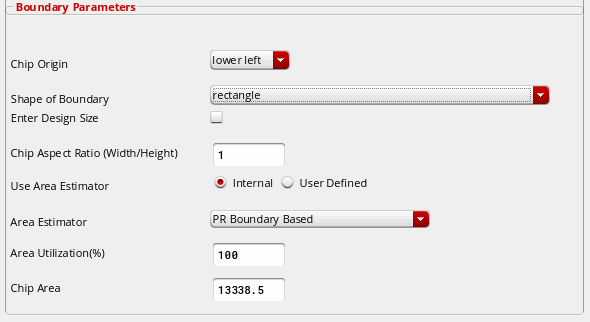 Boundary Parameters
Chip Origin lower left
Shape of Boundary rectangle
Enter Design Size
Chip Aspect Ratio (Width/Height) 1
Use Area Estimator Internal User Defined
Area Estimator PR Boundary Based
Area Utilization(%) 100
Chip Area 13338.5